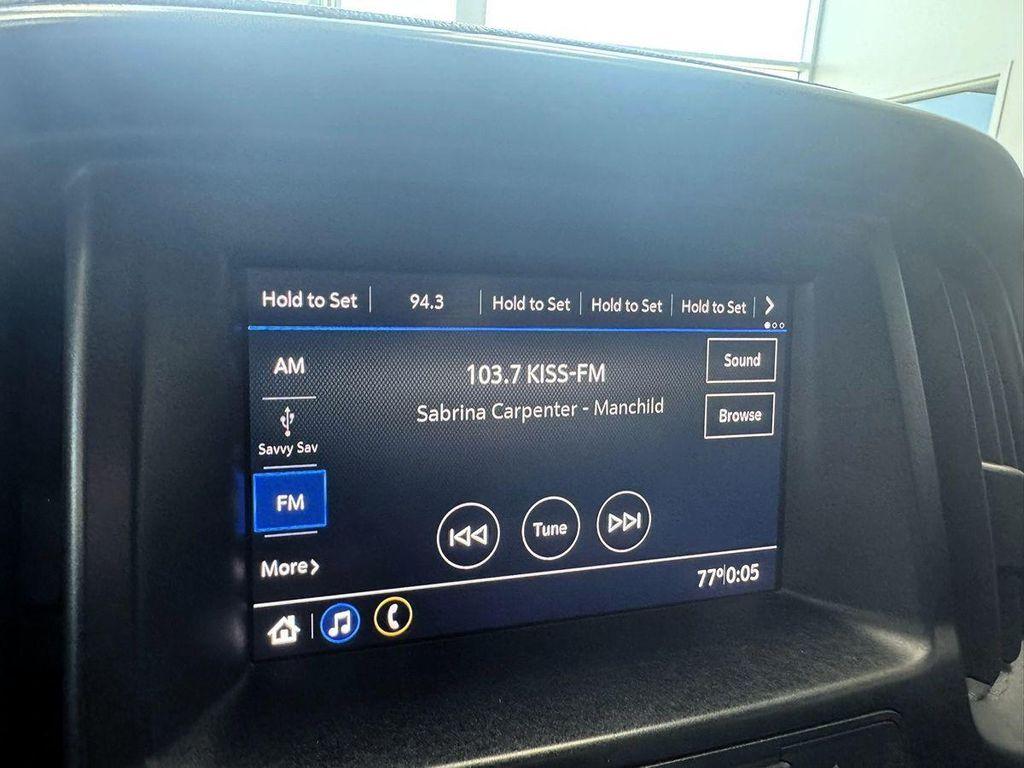 Hold to Set 94.3 Hold to Set Hold to Set Hold to Set
AM
103.7 KISS-FM
Sound
Sabrina Carpenter - Manchild
Browse
Savvy Sav
FM
Tune
More
77° 0:05